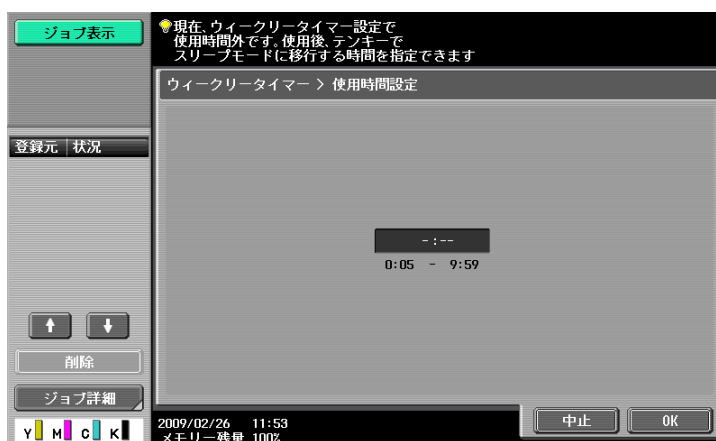 ジョブ表示
現在、ウィークリータイマー設定で
使用時間外です。使用後、テンキーで
スリープモードに移行する時間を指定できます
ウィークリータイマー > 使用時間設定
登録元 状況
-:--
0:05 - 9:59
削除
ジョブ詳細
Y M C K
2009/02/26 11:53
メモリー残量 100%
中止
OK